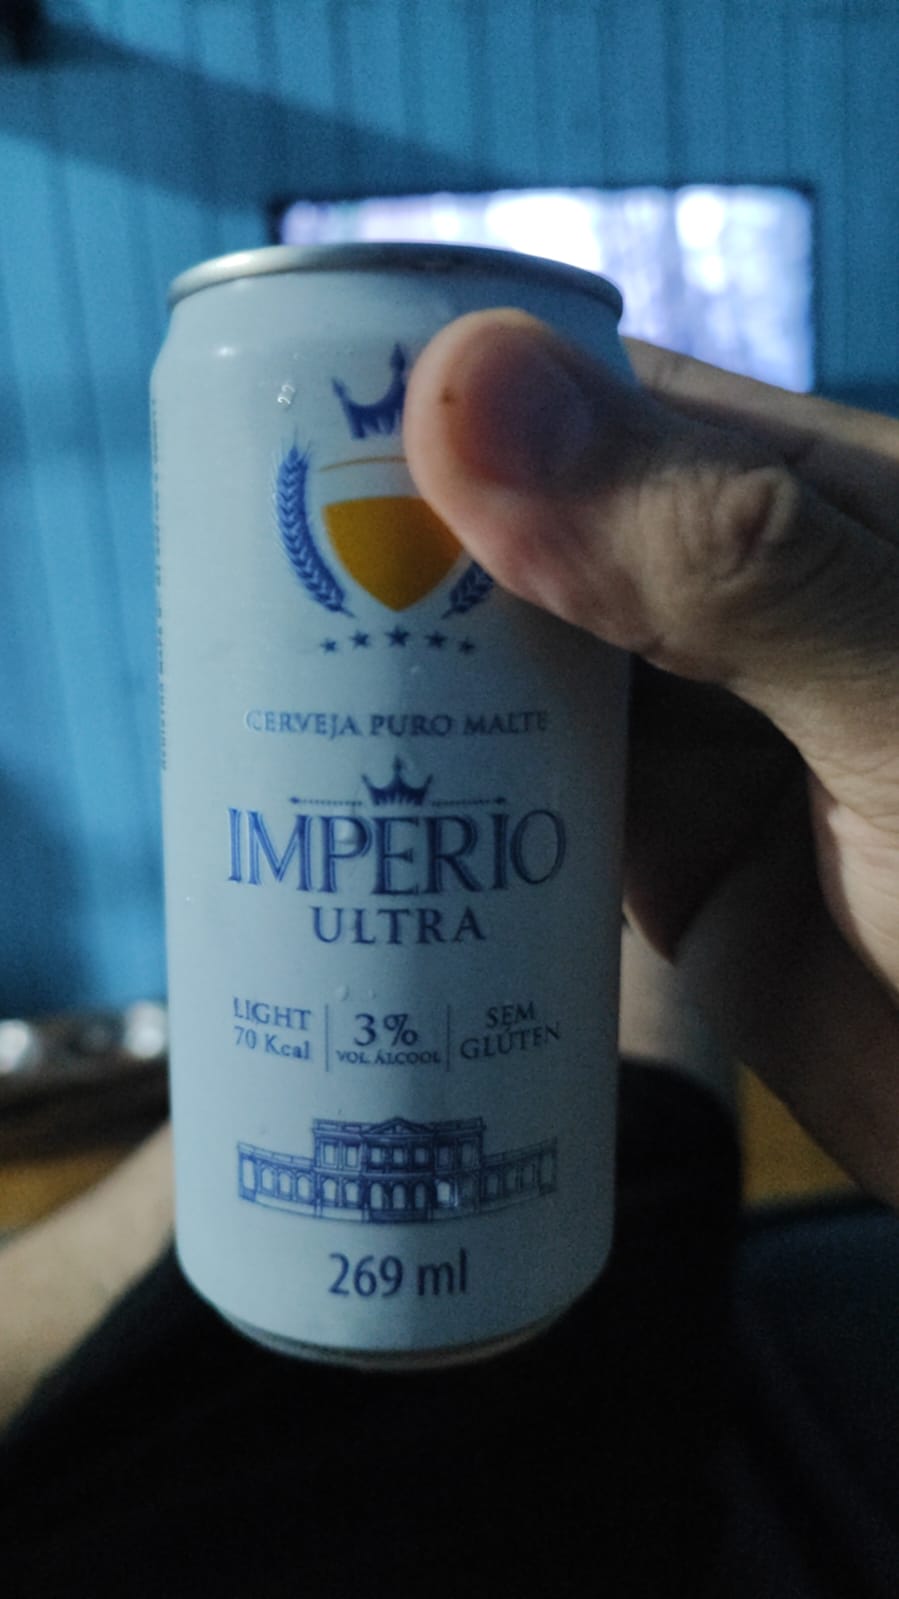 CERVEJA PURO MALTE
IMPERIO
ULTRA
LIGHT
70 Kcal
3%
VOL ÁLCOOL
SEM
GLÚTEN
269 ml